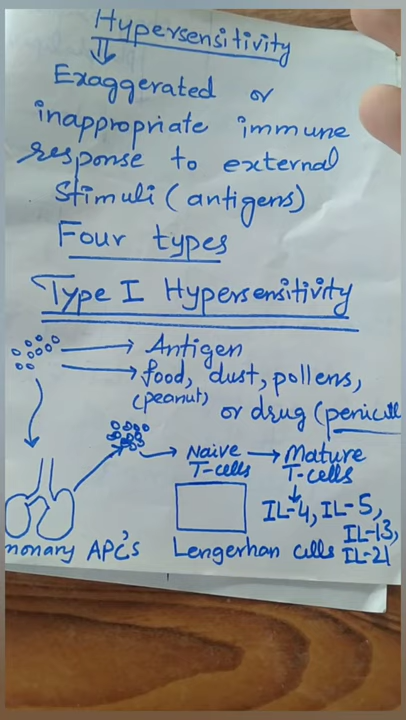 Hypersensitivity
Exaggerated or
inappropriate immune
response to external
stimuli (antigens)
Four types
Type I Hypersensitivity
Antigen
food, dust, pollens,
(peanut) or drug (penicill
Naive → Mature
T-cells T-cells
IL-4, IL-5,
IL-13,
monary APC's Lengerhan cells IL-21